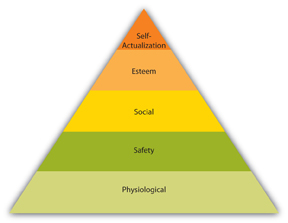 Self-
Actualization
Esteem
Social
Safety
Physiological